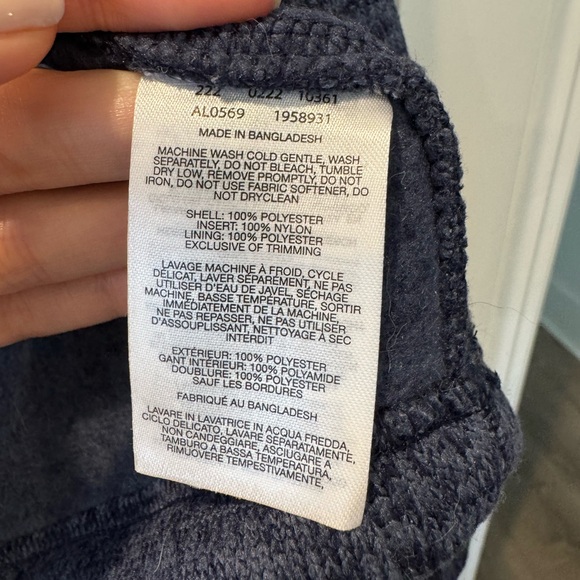 222 0222 10361
AL0569 1958931
MADE IN BANGLADESH
MACHINE WASH COLD GENTLE, WASH
SEPARATELY, DO NOT BLEACH, TUMBLE
DRY LOW, REMOVE PROMPTLY, DO NOT
IRON, DO NOT USE FABRIC SOFTENER, DO
NOT DRYCLEAN
SHELL: 100% POLYESTER
INSERT: 100% NYLON
LINING: 100% POLYESTER
EXCLUSIVE OF TRIMMING
LAVAGE MACHINE À FROID, CYCLE
DÉLICAT, LAVER SÉPARÉMENT, NE PAS
UTILISER D'EAU DE JAVEL, SÉCHAGE
MACHINE, BASSE TEMPÉRATURE, SORTIR
IMMÉDIATEMENT DE LA MACHINE
NE PAS REPASSER, NE PAS UTILISER
D'ASSOUPLISSANT, NETTOYAGE À SEC
INTERDIT
EXTÉRIEUR: 100% POLYESTER
GANT INTÉRIEUR: 100% POLYAMIDE
DOUBLURE: 100% POLYESTER
SAUF LES BORDURES
FABRIQUÉ AU BANGLADESH
LAVARE IN LAVATRICE IN ACQUA FREDDA,
CICLO DELICATO, LAVARE SEPARATAMENTE,
NON CANDEGGIARE, ASCIUGARE A
TAMBURO A BASSA TEMPERATURA,
RIMUOVERE TEMPESTIVAMENTE,